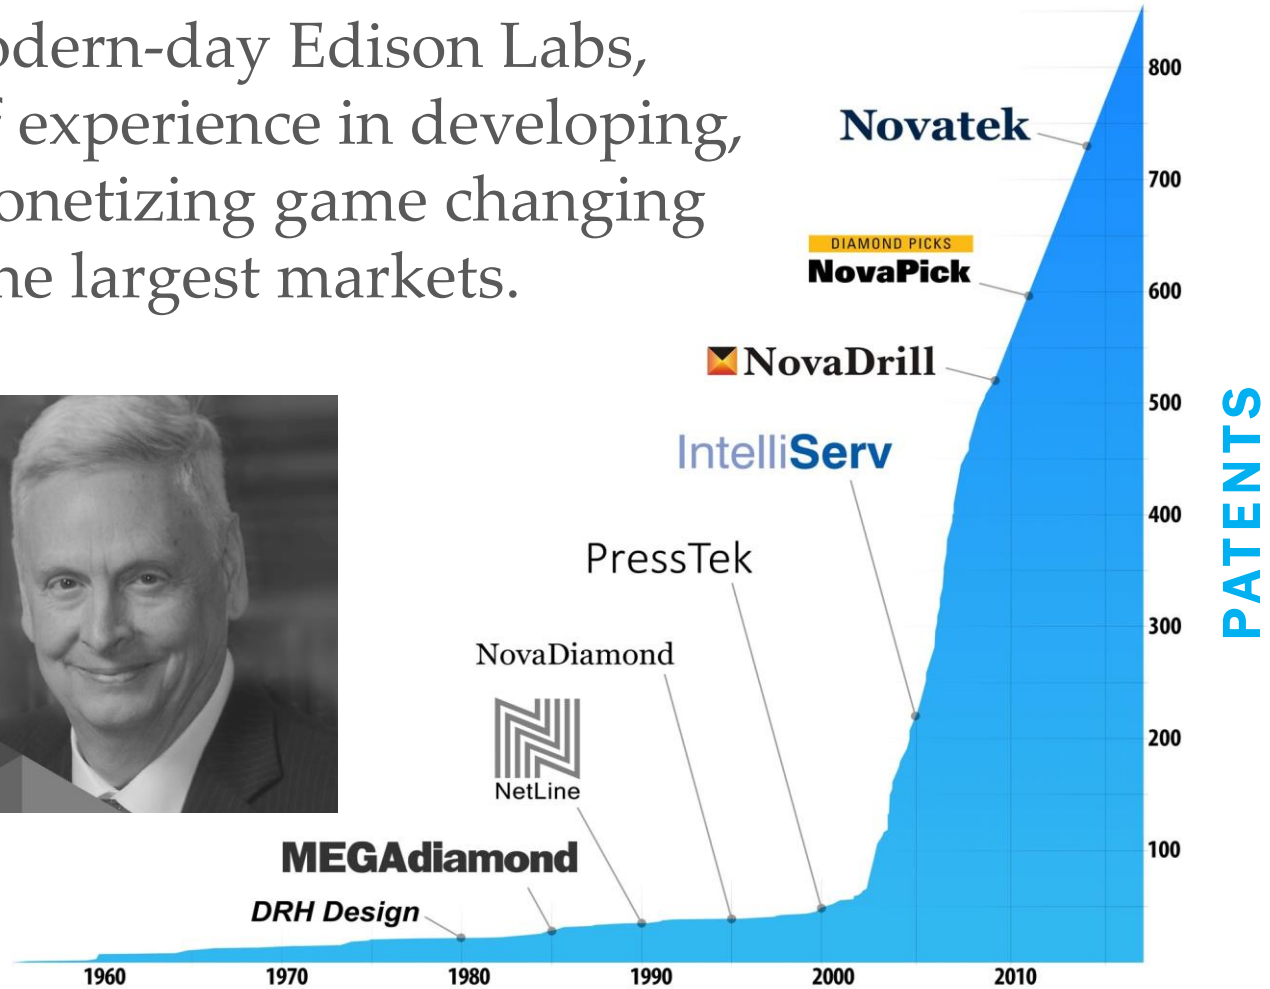 odern-day Edison Labs,
f experience in developing,
onetizing game changing
he largest markets.
800
Novatek
700
DIAMOND PICKS
NovaPick
600
NovaDrill
500
IntelliServ
400
PATENTS
PressTek
300
NovaDiamond
200
NetLine
MEGAdiamond
100
DRH Design
1960 1970 1980 1990 2000 2010